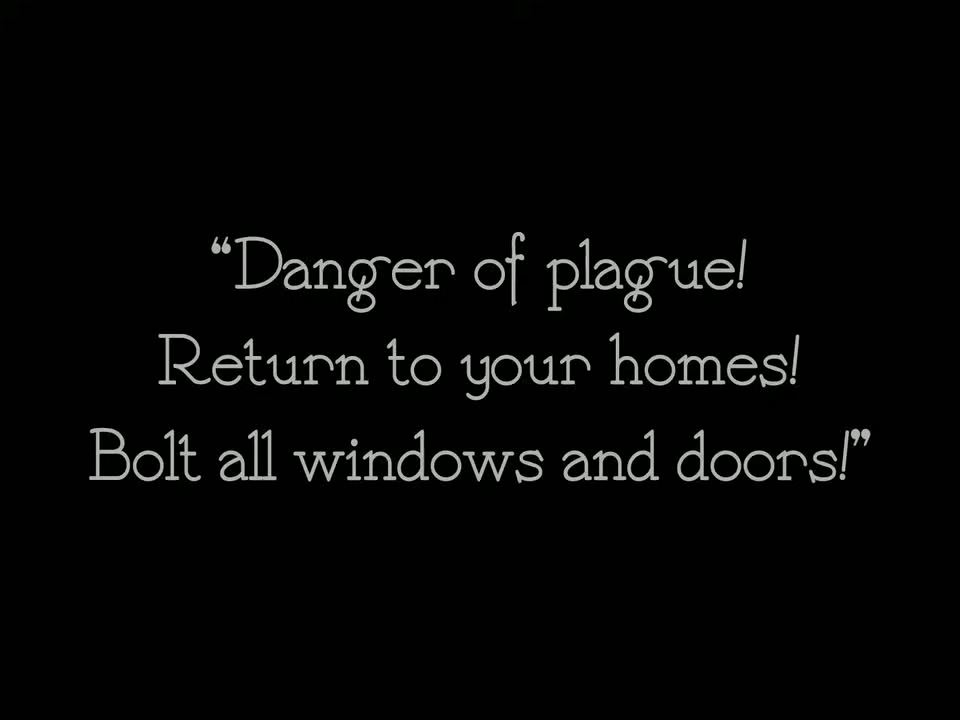 “Danger of plague!
Return to your homes!
Bolt all windows and doors!”